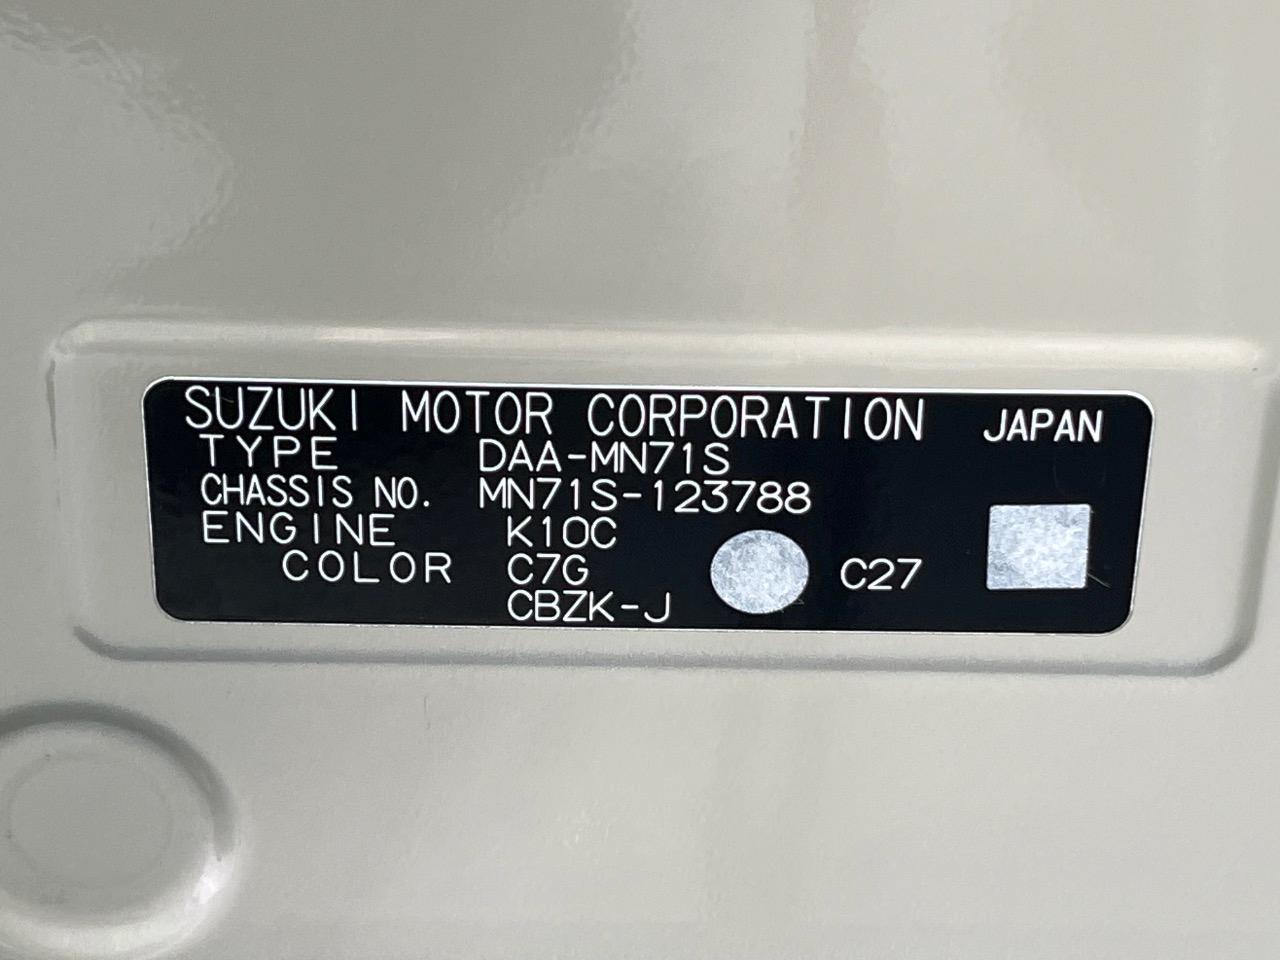 SUZUKI MOTOR CORPORATION JAPAN
TYPE DAA-MN71S
CHASSIS NO. MN71S-123788
ENGINE K10C
COLOR C7G C27
CBZK-J